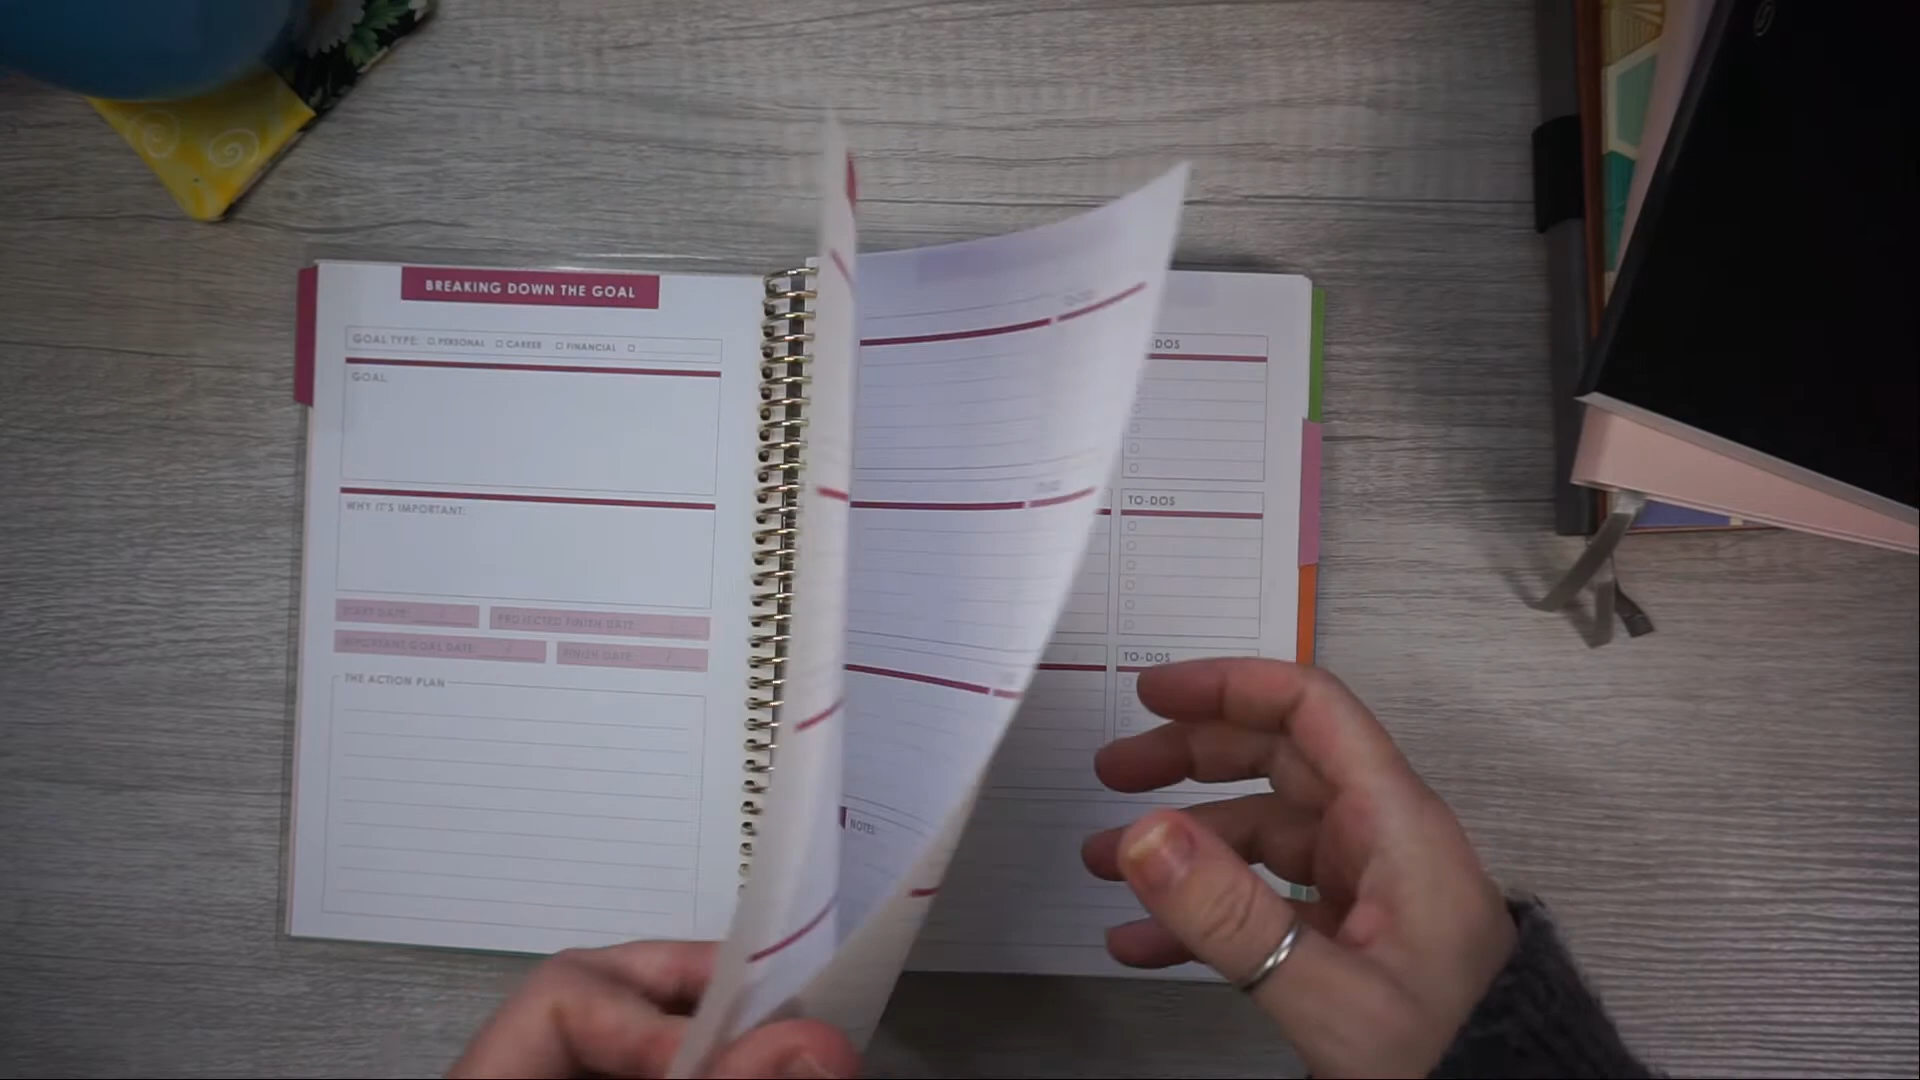 BREAKING DOWN THE GOAL
GOAL TYPE: PERSONAL CAREER FINANCIAL
GOAL
WHY IT'S IMPORTANT:
START DATE: / PROJECTED FINISH DATE:
IMPORTANT GOAL DATE: / FINISH DATE: /
THE ACTION PLAN
NOTES:
-DOS
TO-DOS
TO-DOS